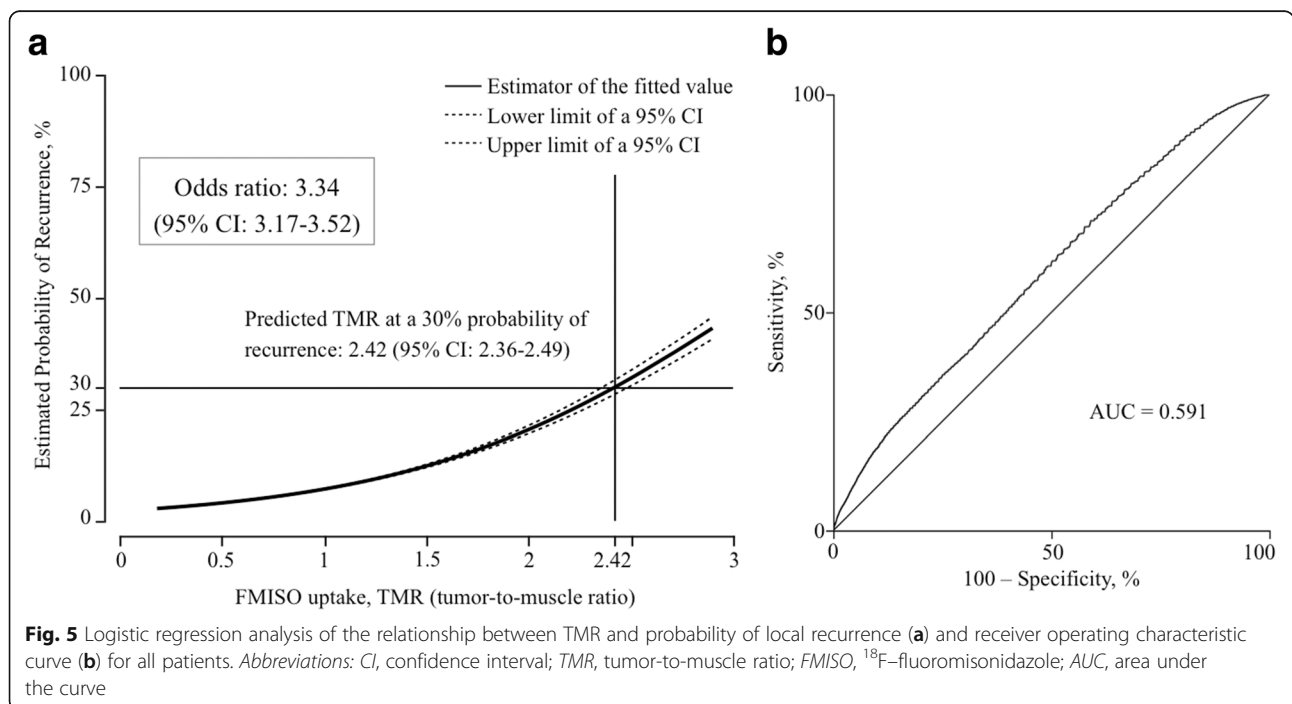 a
100
75
50
30
25
0
Estimated Probability of Recurrence, %
Estimator of the fitted value
Lower limit of a 95% CI
Upper limit of a 95% CI
Odds ratio: 3.34
(95% CI: 3.17-3.52)
Predicted TMR at a 30% probability of
recurrence: 2.42 (95% CI: 2.36-2.49)
0 0.5 1 1.5 2 2.42 3
FMISO uptake, TMR (tumor-to-muscle ratio)
b
100
50
0
Sensitivity, %
AUC = 0.591
0 50 100
100 – Specificity, %
Fig. 5 Logistic regression analysis of the relationship between TMR and probability of local recurrence (a) and receiver operating characteristic
curve (b) for all patients. Abbreviations: CI, confidence interval; TMR, tumor-to-muscle ratio; FMISO, ¹⁸F–fluoromisonidazole; AUC, area under
the curve